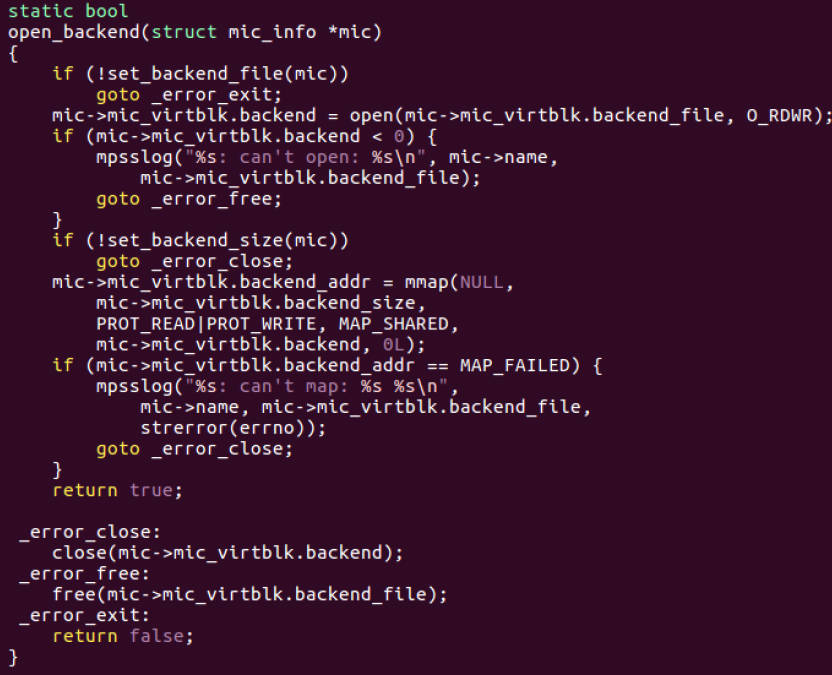 static bool
open_backend(struct mic_info *mic)
{
    if (!set_backend_file(mic))
        goto _error_exit;
    mic->mic_virtblk.backend = open(mic->mic_virtblk.backend_file, O_RDWR);
    if (mic->mic_virtblk.backend < 0) {
        mpsslog("%s: can't open: %s\n", mic->name,
            mic->mic_virtblk.backend_file);
        goto _error_free;
    }
    if (!set_backend_size(mic))
        goto _error_close;
    mic->mic_virtblk.backend_addr = mmap(NULL,
        mic->mic_virtblk.backend_size,
        PROT_READ|PROT_WRITE, MAP_SHARED,
        mic->mic_virtblk.backend, 0L);
    if (mic->mic_virtblk.backend_addr == MAP_FAILED) {
        mpsslog("%s: can't map: %s %s\n",
            mic->name, mic->mic_virtblk.backend_file,
            strerror(errno));
        goto _error_close;
    }
    return true;

 _error_close:
    close(mic->mic_virtblk.backend);
 _error_free:
    free(mic->mic_virtblk.backend_file);
 _error_exit:
    return false;
}